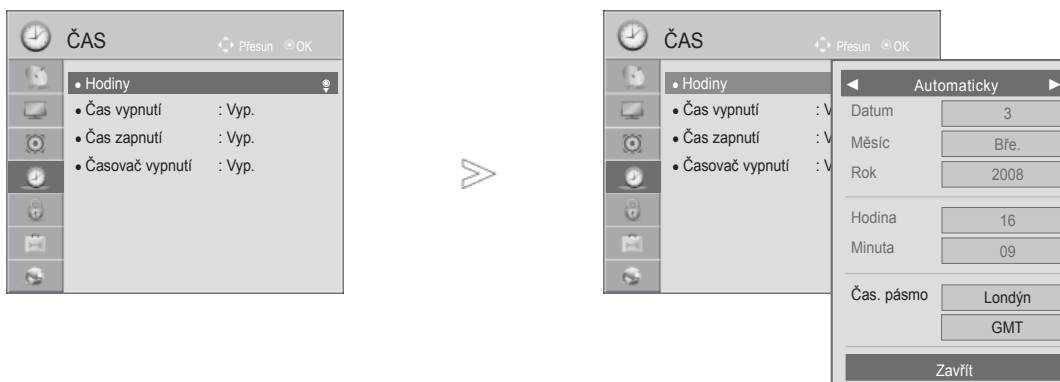 ČAS
Přesun OK
• Hodiny
• Čas vypnutí : Vyp.
• Čas zapnutí : Vyp.
• Časovač vypnutí : Vyp.
ČAS
Přesun OK
• Hodiny
• Čas vypnutí : V
• Čas zapnutí : V
• Časovač vypnutí : V
Automaticky
Datum 3
Měsíc Bře.
Rok 2008
Hodina 16
Minuta 09
Čas. pásmo Londýn
GMT
Zavřít